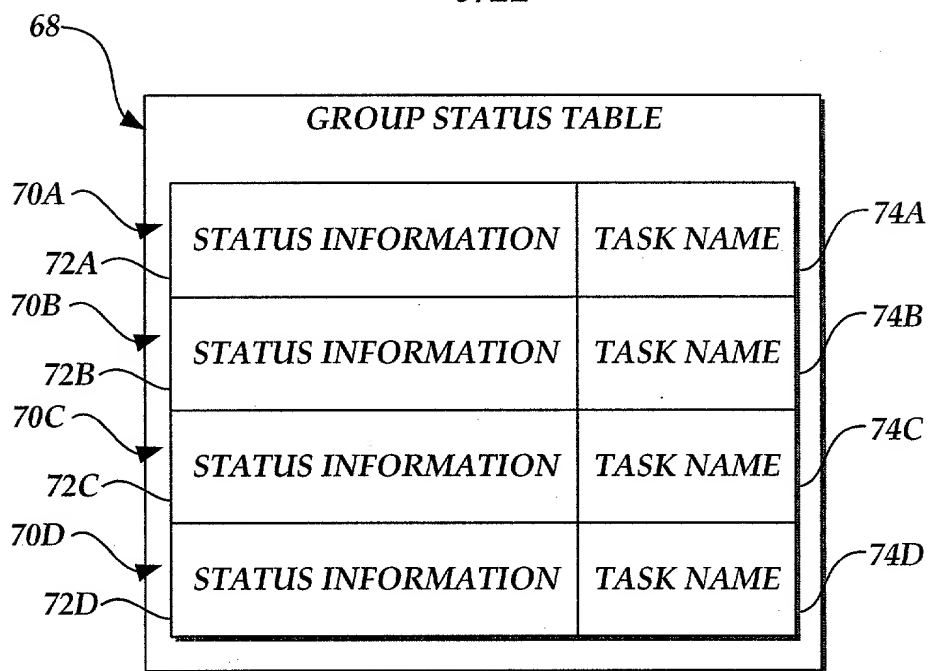 68
GROUP STATUS TABLE
70A
STATUS INFORMATION TASK NAME
74A
72A
70B
STATUS INFORMATION TASK NAME
74B
72B
70C
STATUS INFORMATION TASK NAME
74C
72C
70D
STATUS INFORMATION TASK NAME
74D
72D